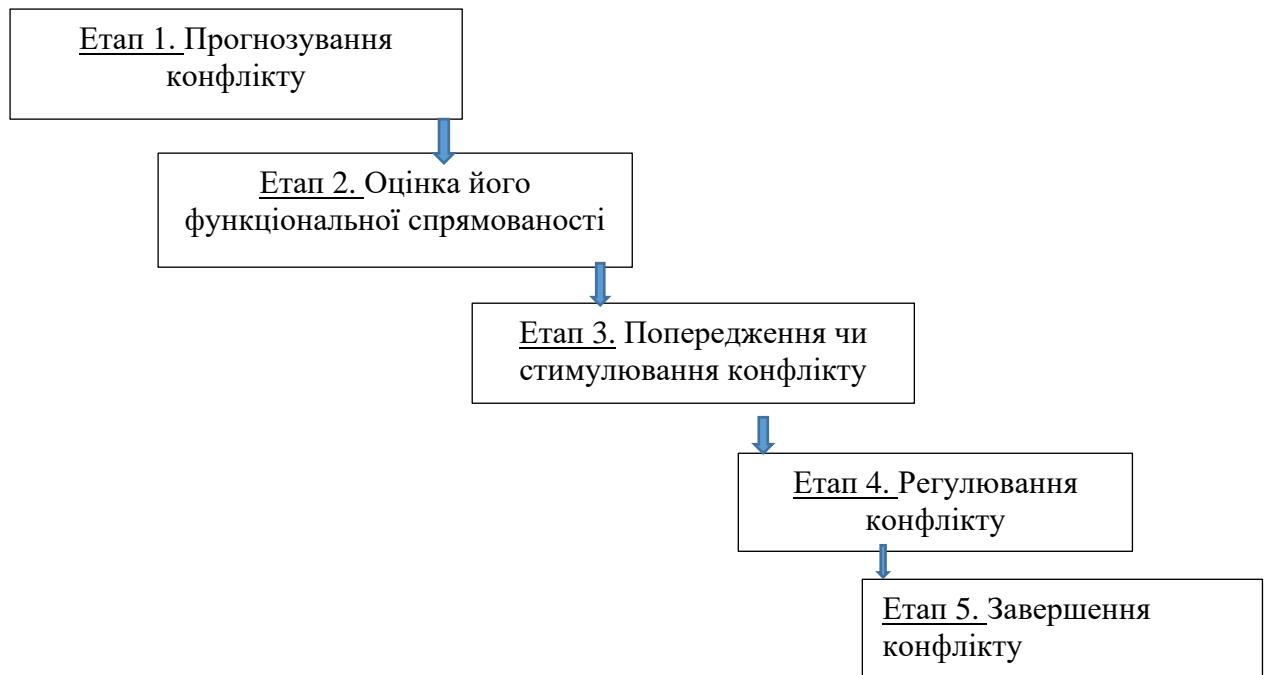 Етап 1. Прогнозування
конфлікту
Етап 2. Оцінка його
функціональної спрямованості
Етап 3. Попередження чи
стимулювання конфлікту
Етап 4. Регулювання
конфлікту
Етап 5. Завершення
конфлікту